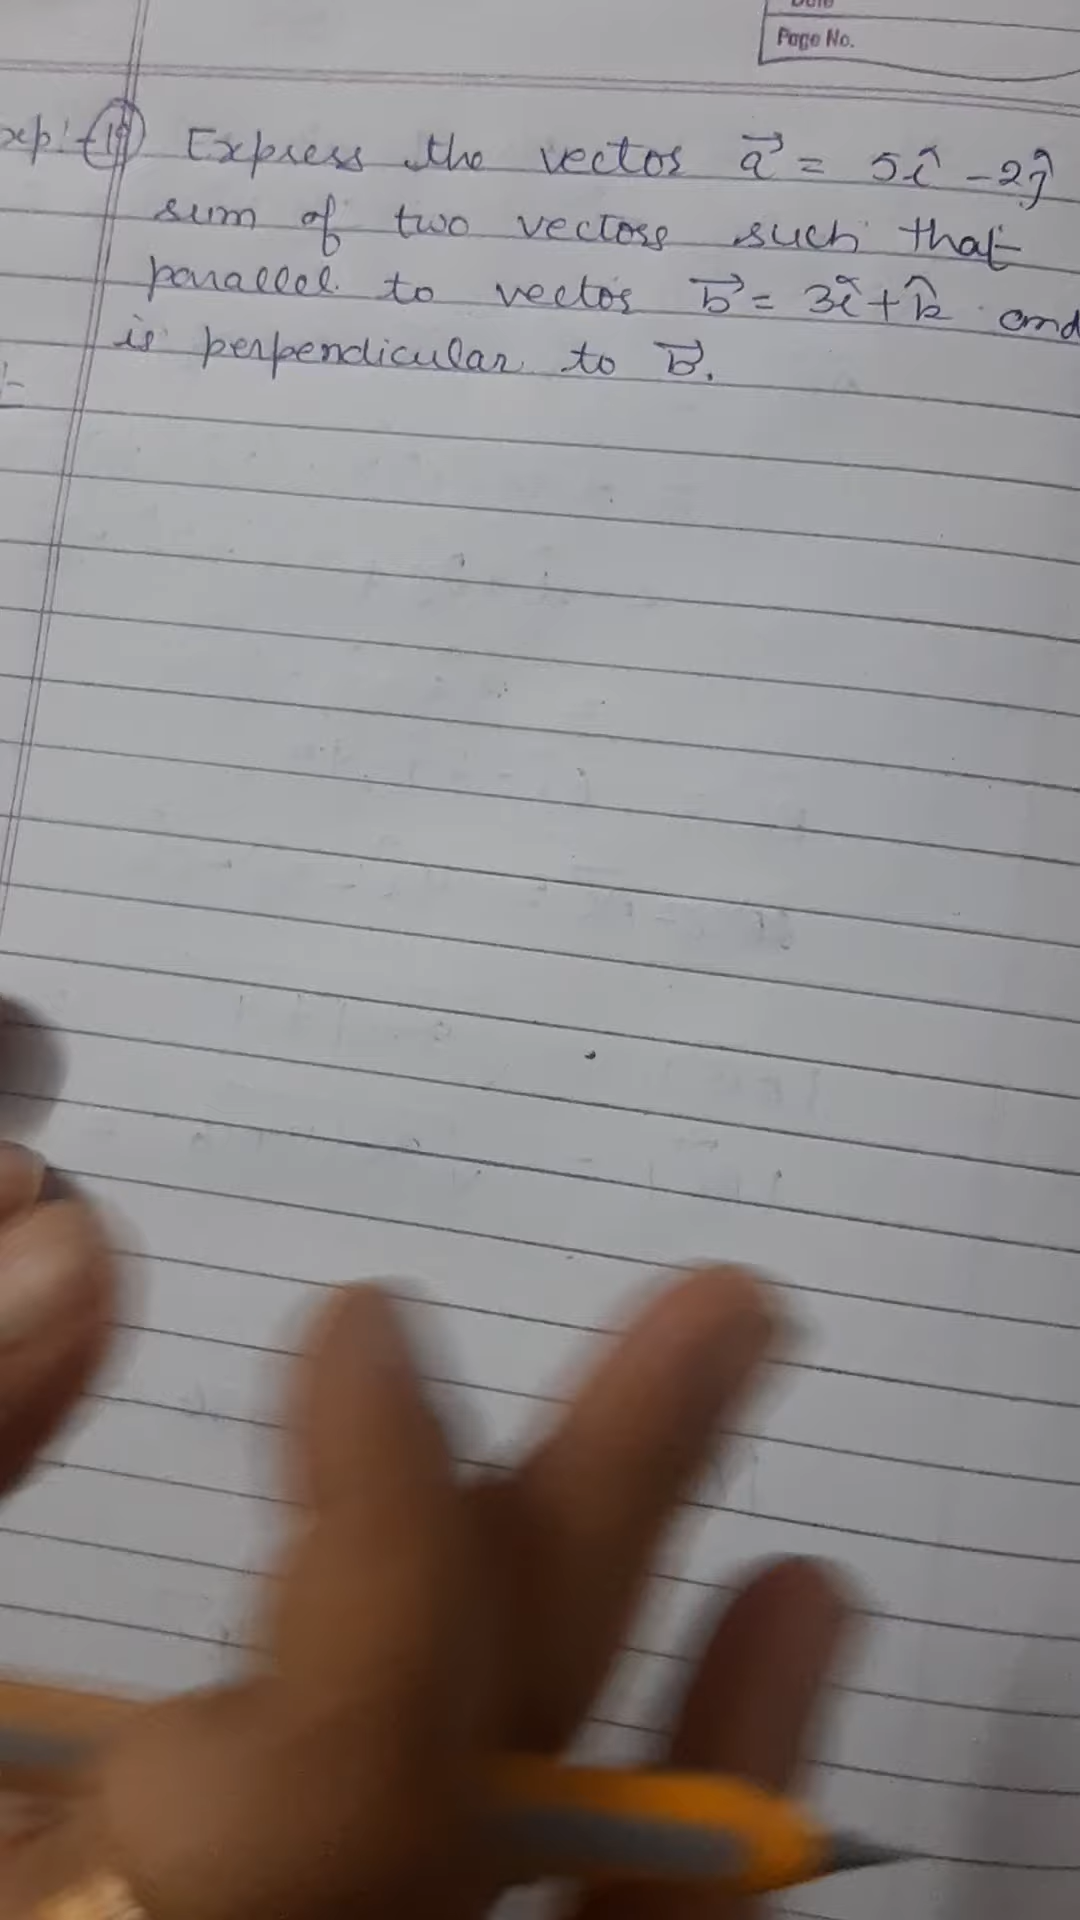 Page No.
xp:- 19 Express the vector a⃗ = 5î - 2ĵ
sum of two vectors such that
parallel to vector b⃗ = 3î + k̂ and
is perpendicular to b⃗.